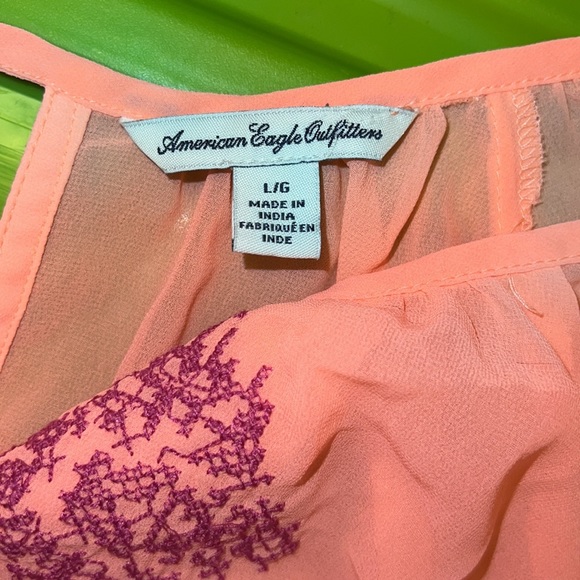 American Eagle Outfitters
L/G
MADE IN
INDIA
FABRIQUÉ EN
INDE